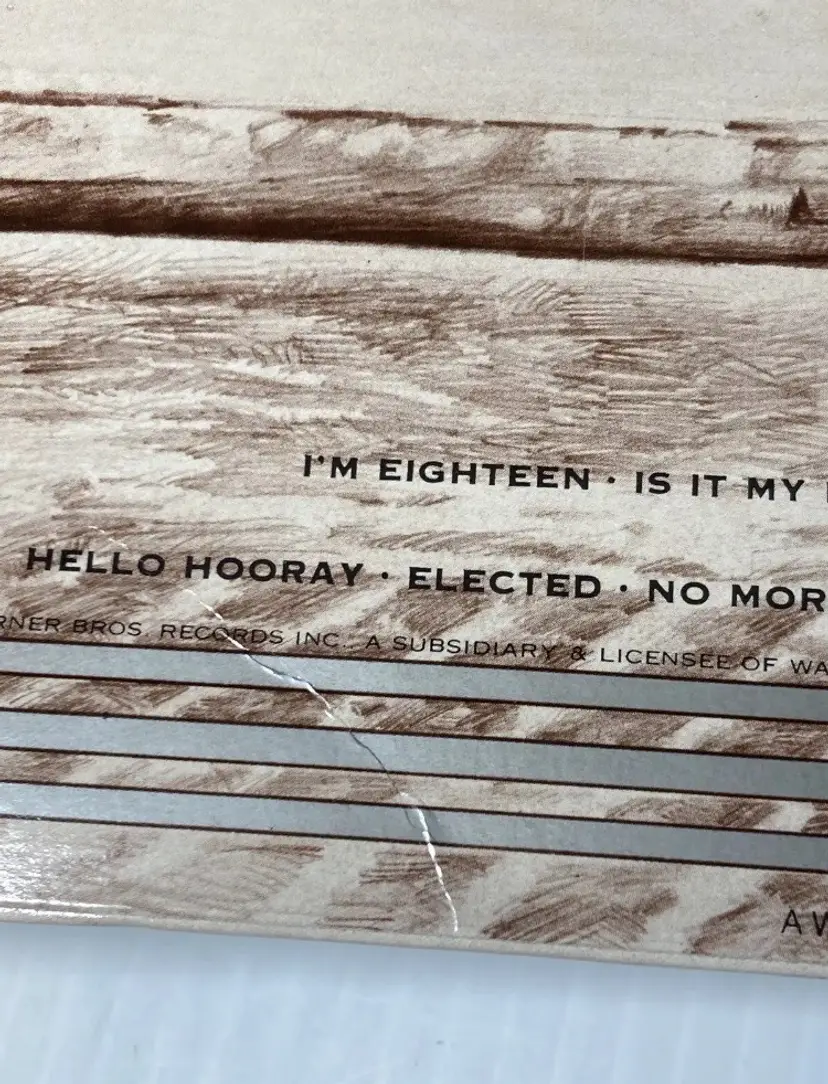 I'M EIGHTEEN · IS IT MY
HELLO HOORAY · ELECTED · NO MOR
RNER BROS. RECORDS INC., A SUBSIDIARY & LICENSEE OF WA
AW